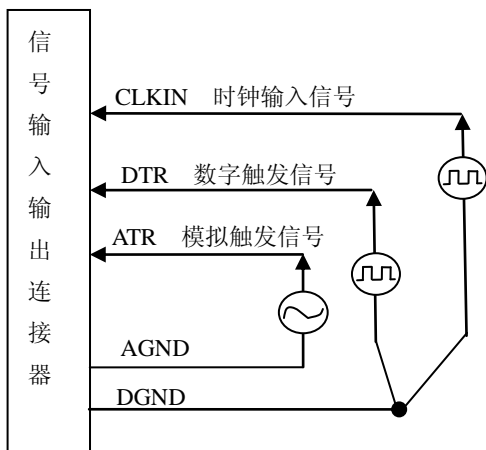 信号输入输出连接器
CLKIN 时钟输入信号
DTR 数字触发信号
ATR 模拟触发信号
AGND
DGND